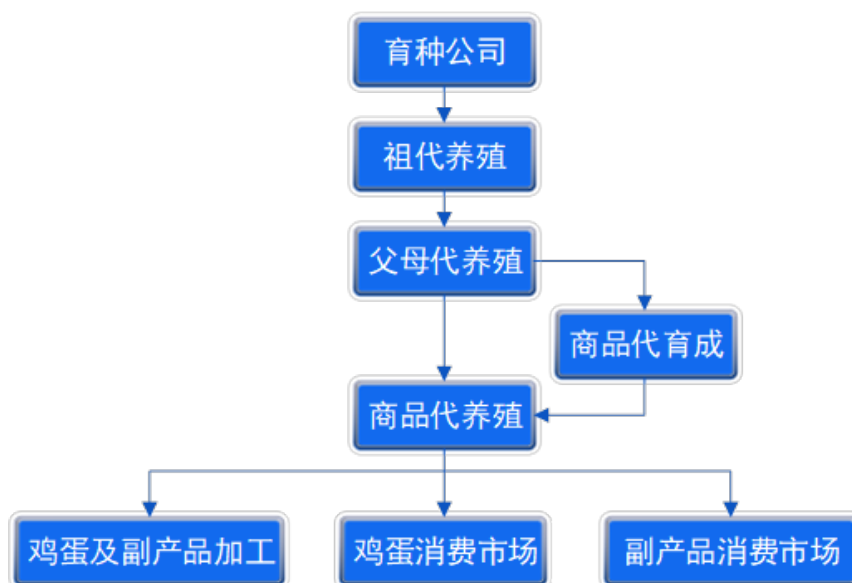 育种公司
祖代养殖
父母代养殖
商品代育成
商品代养殖
鸡蛋及副产品加工
鸡蛋消费市场
副产品消费市场